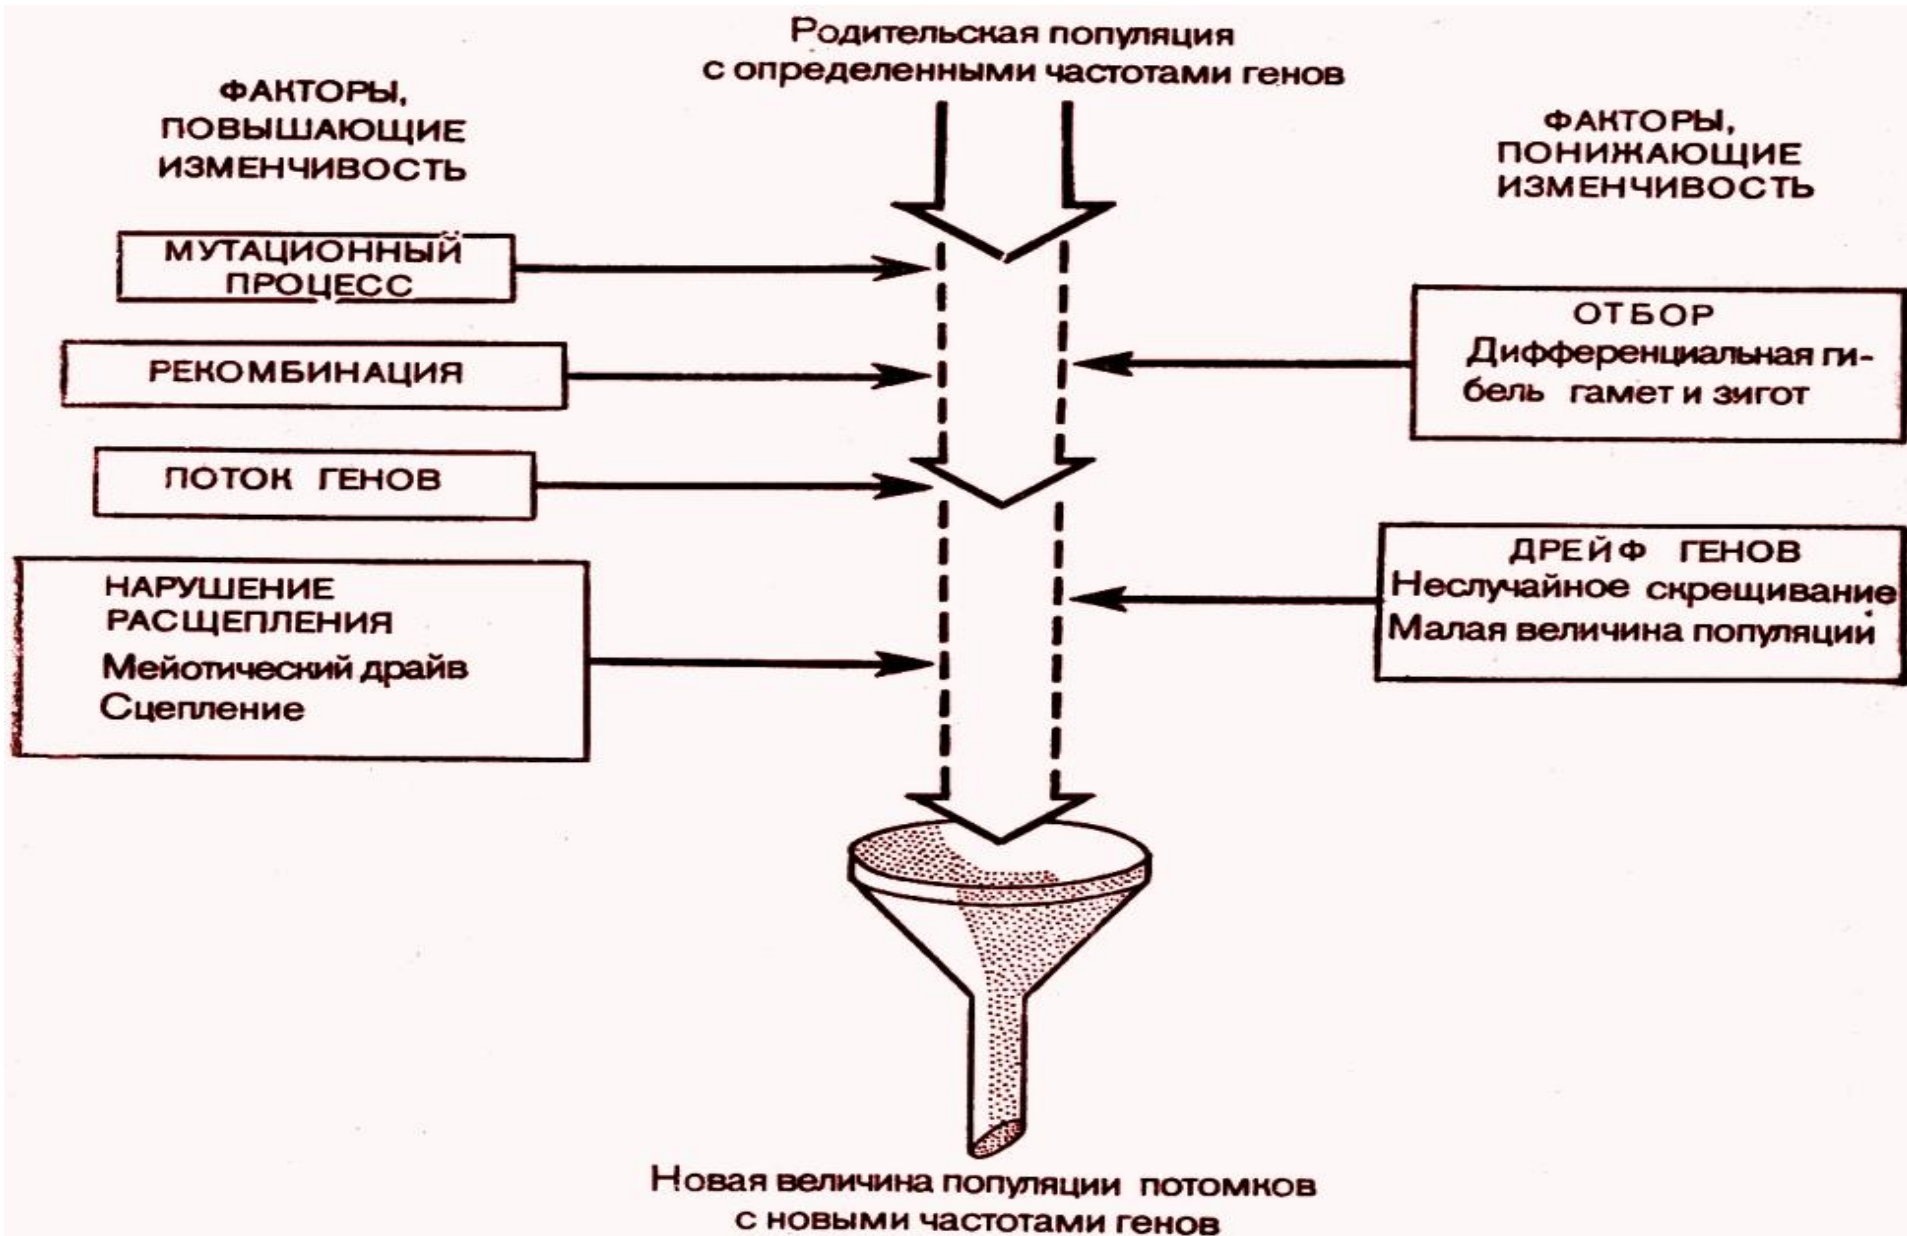 Родительская популяция
с определенными частотами генов
ФАКТОРЫ,
ПОВЫШАЮЩИЕ
ИЗМЕНЧИВОСТЬ
ФАКТОРЫ,
ПОНИЖАЮЩИЕ
ИЗМЕНЧИВОСТЬ
МУТАЦИОННЫЙ
ПРОЦЕСС
РЕКОМБИНАЦИЯ
ПОТОК ГЕНОВ
НАРУШЕНИЕ
РАСЩЕПЛЕНИЯ
Мейотический драйв
Сцепление
ОТБОР
Дифференциальная ги-
бель гамет и зигот
ДРЕЙФ ГЕНОВ
Неслучайное скрещивание
Малая величина популяций
Новая величина популяции потомков
с новыми частотами генов